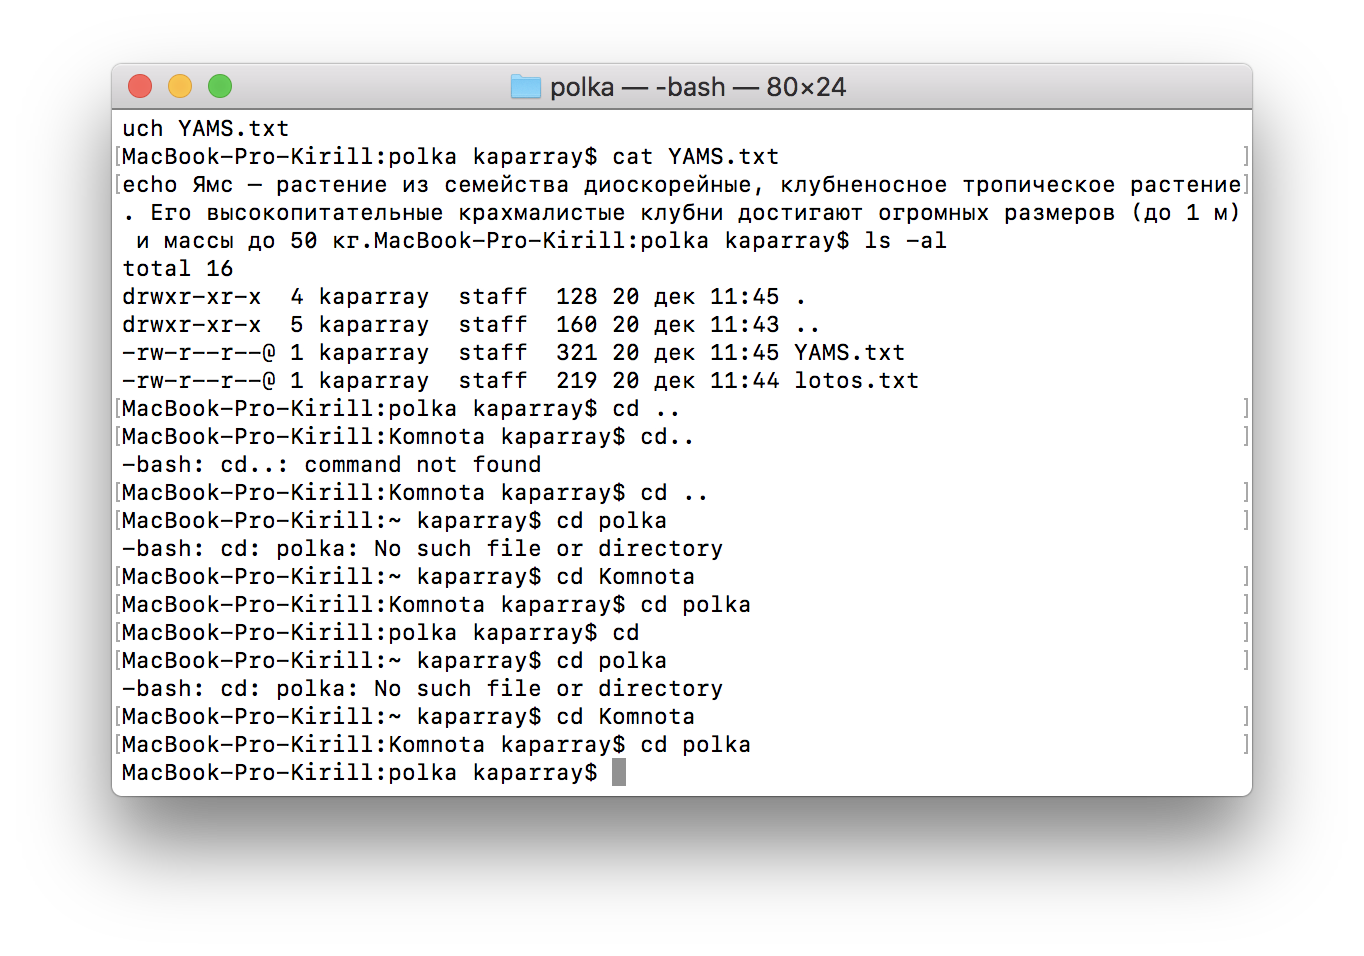 polka — -bash — 80×24
uch YAMS.txt
[MacBook-Pro-Kirill:polka kaparray$ cat YAMS.txt ]
[echo Ямс — растение из семейства диоскорейные, клубненосное тропическое растение]
. Его высокопитательные крахмалистые клубни достигают огромных размеров (до 1 м)
и массы до 50 кг.MacBook-Pro-Kirill:polka kaparray$ ls -al
total 16
drwxr-xr-x  4 kaparray  staff  128 20 дек 11:45 .
drwxr-xr-x  5 kaparray  staff  160 20 дек 11:43 ..
-rw-r--r--@ 1 kaparray  staff  321 20 дек 11:45 YAMS.txt
-rw-r--r--@ 1 kaparray  staff  219 20 дек 11:44 lotos.txt
[MacBook-Pro-Kirill:polka kaparray$ cd .. ]
[MacBook-Pro-Kirill:Komnota kaparray$ cd.. ]
-bash: cd..: command not found
[MacBook-Pro-Kirill:Komnota kaparray$ cd .. ]
[MacBook-Pro-Kirill:~ kaparray$ cd polka ]
-bash: cd: polka: No such file or directory
[MacBook-Pro-Kirill:~ kaparray$ cd Komnota ]
[MacBook-Pro-Kirill:Komnota kaparray$ cd polka ]
[MacBook-Pro-Kirill:polka kaparray$ cd ]
[MacBook-Pro-Kirill:~ kaparray$ cd polka ]
-bash: cd: polka: No such file or directory
[MacBook-Pro-Kirill:~ kaparray$ cd Komnota ]
[MacBook-Pro-Kirill:Komnota kaparray$ cd polka ]
MacBook-Pro-Kirill:polka kaparray$